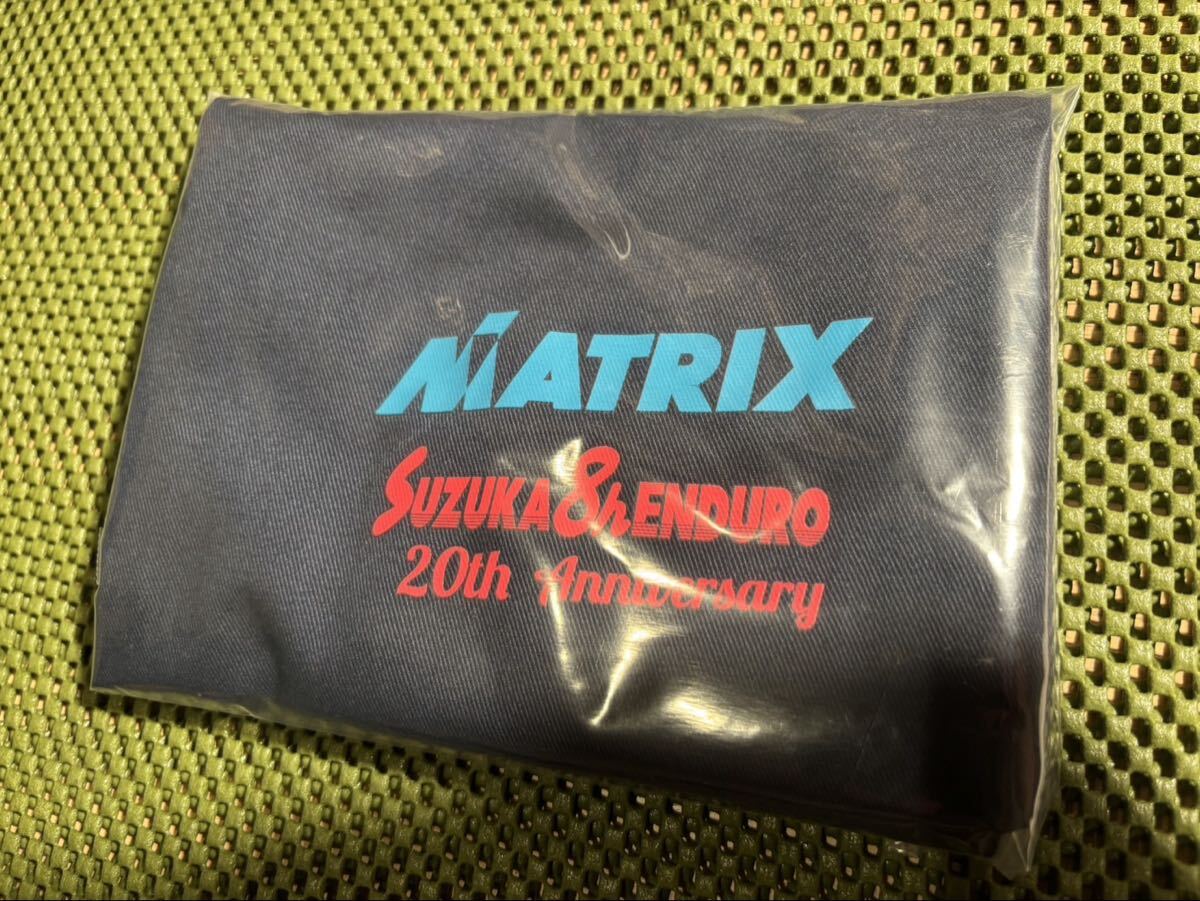 MATRIX
SUZUKA 8h ENDURO
20th Anniversary